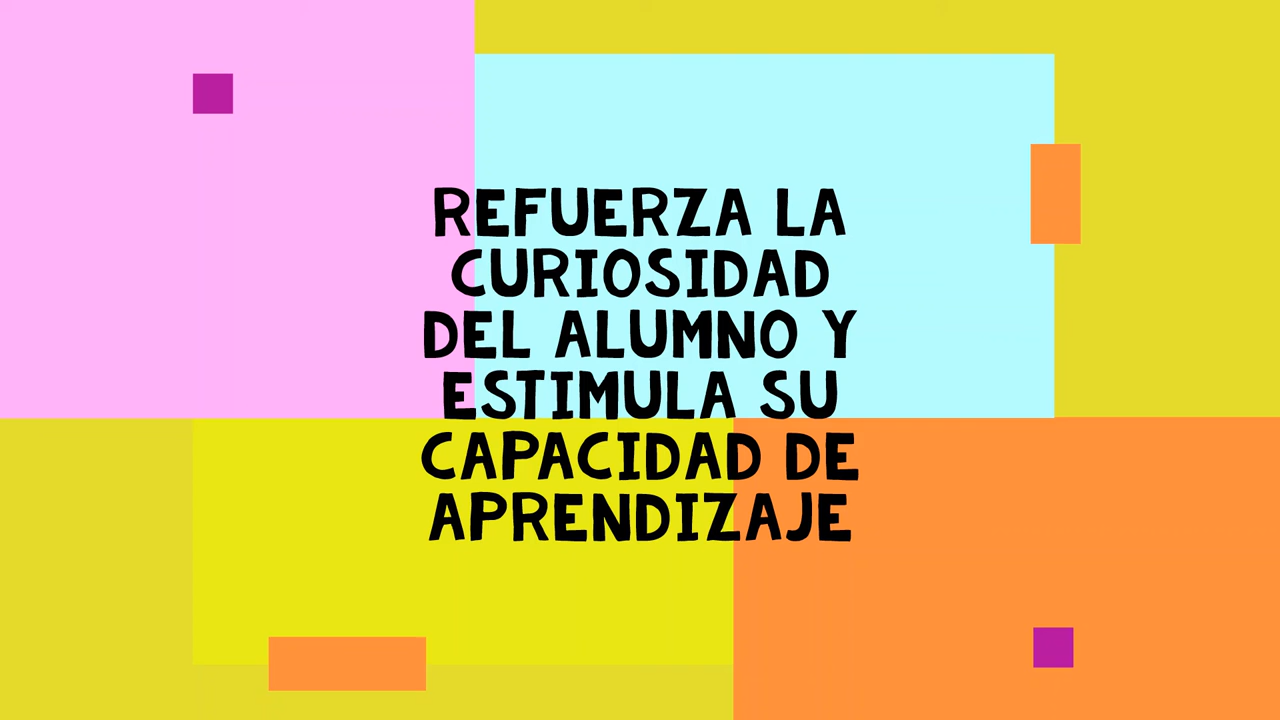 REFUERZA LA
CURIOSIDAD
DEL ALUMNO Y
ESTIMULA SU
CAPACIDAD DE
APRENDIZAJE